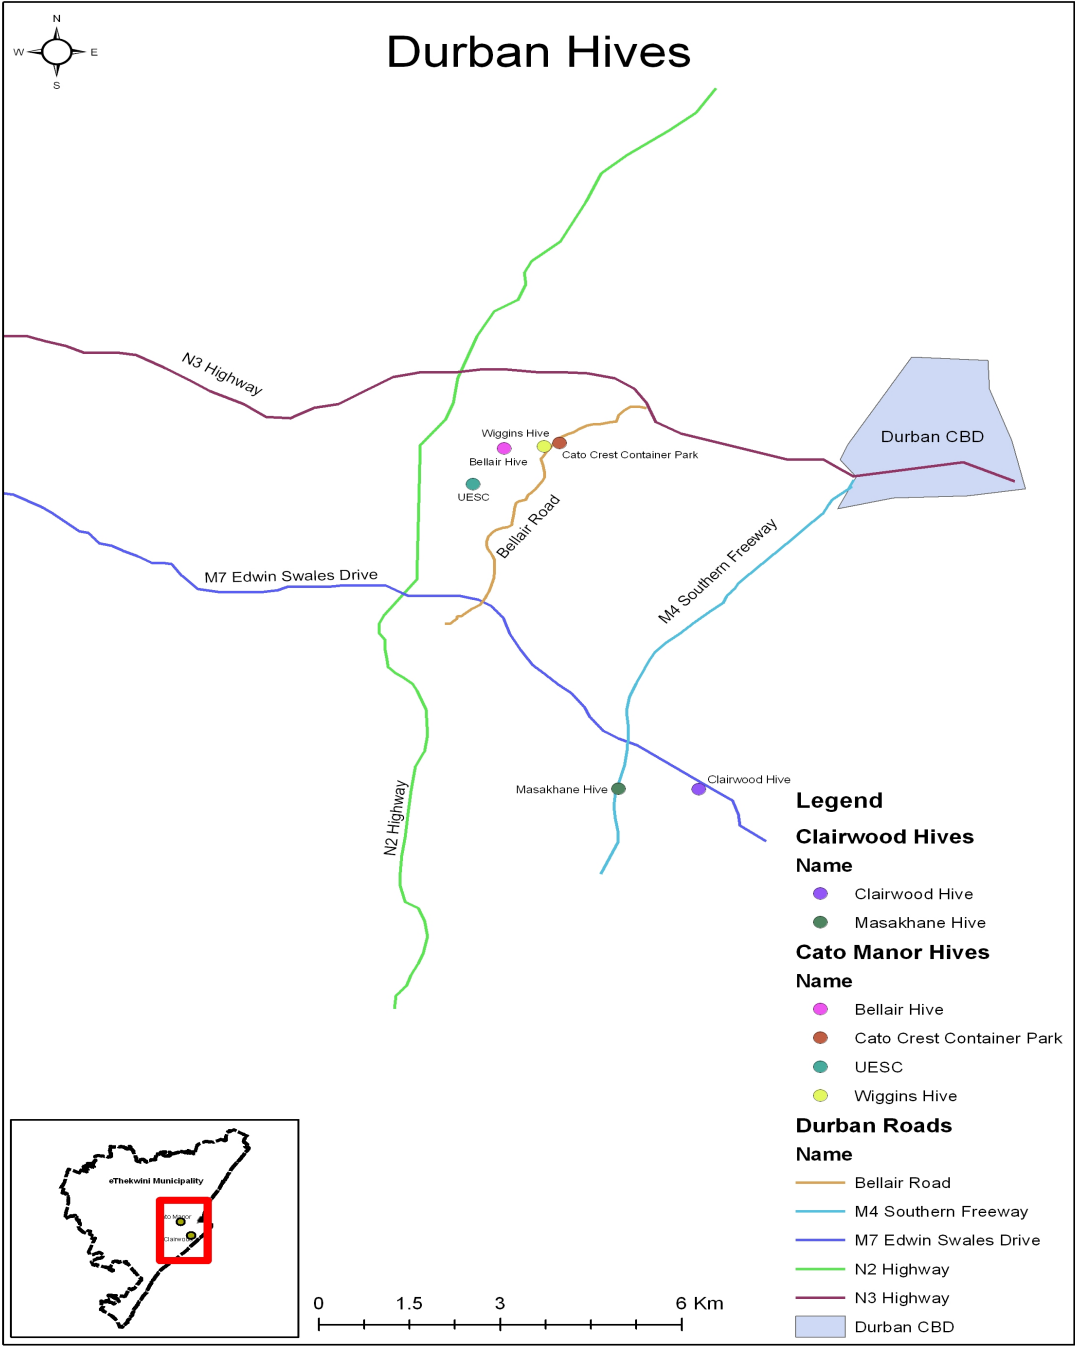 N
W E
S
Durban Hives
N3 Highway
Durban CBD
Wiggins Hive
Cato Crest Container Park
Bellair Hive
UESC
Bellair Road
M4 Southern Freeway
M7 Edwin Swales Drive
Clairwood Hive
Masakhane Hive
N2 Highway
Legend
Clairwood Hives
Name
Clairwood Hive
Masakhane Hive
Cato Manor Hives
Name
Bellair Hive
Cato Crest Container Park
UESC
Wiggins Hive
Durban Roads
Name
Bellair Road
M4 Southern Freeway
M7 Edwin Swales Drive
N2 Highway
N3 Highway
Durban CBD
eThekwini Municipality
to Manor
0 1.5 3 6 Km